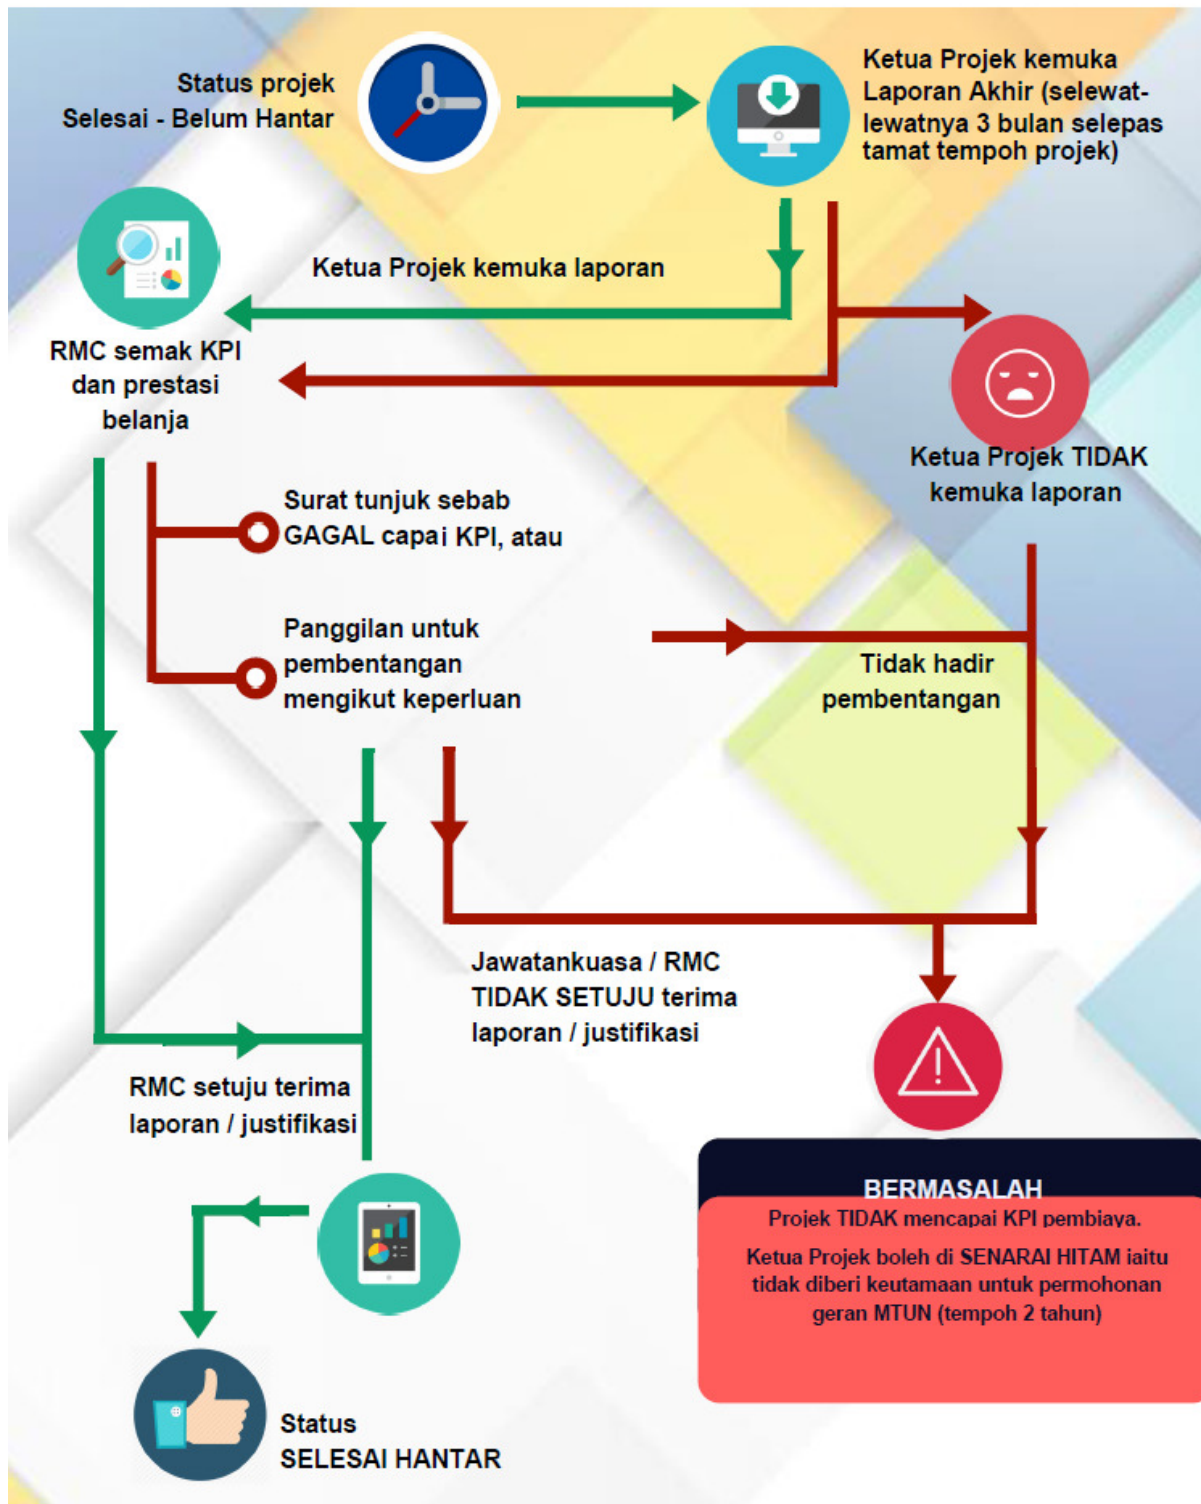 Status projek
Selesai - Belum Hantar
Ketua Projek kemuka
Laporan Akhir (selewat-
lewatnya 3 bulan selepas
tamat tempoh projek)
Ketua Projek kemuka laporan
RMC semak KPI
dan prestasi
belanja
Ketua Projek TIDAK
kemuka laporan
Surat tunjuk sebab
GAGAL capai KPI, atau
Panggilan untuk
pembentangan
mengikut keperluan
Tidak hadir
pembentangan
Jawatankuasa / RMC
TIDAK SETUJU terima
laporan / justifikasi
RMC setuju terima
laporan / justifikasi
BERMASALAH
Projek TIDAK mencapai KPI pembiaya.
Ketua Projek boleh di SENARAI HITAM iaitu
tidak diberi keutamaan untuk permohonan
geran MTUN (tempoh 2 tahun)
Status
SELESAI HANTAR